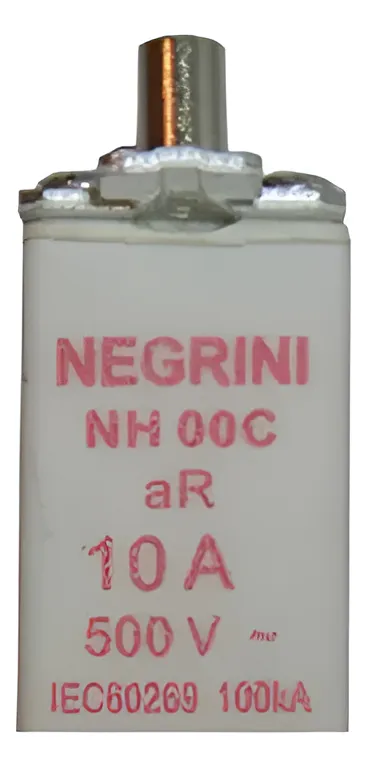 NEGRINI
NH 00C
aR
10 A
500 V ~
IEC60269 100kA